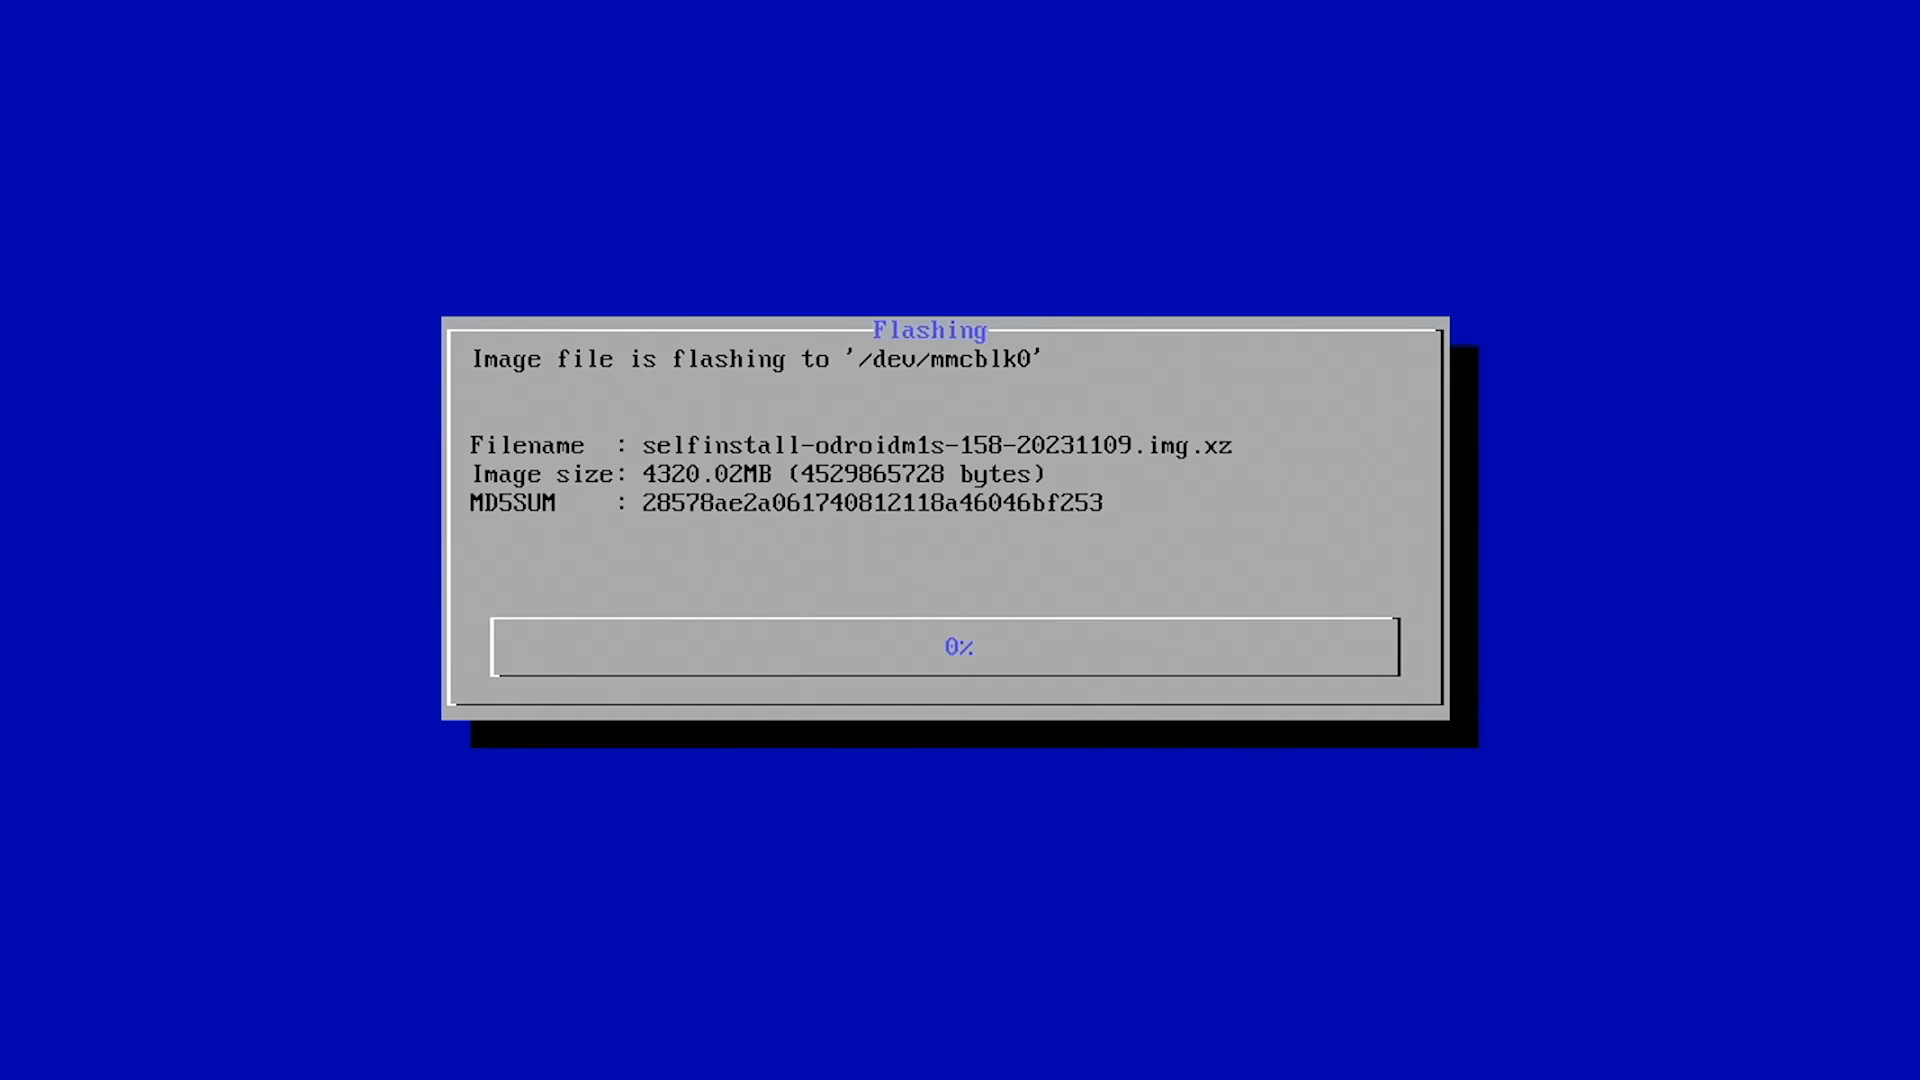 Flashing
Image file is flashing to '/dev/mmcblk0'
Filename  : selfinstall-odroidm1s-158-20231109.img.xz
Image size: 4320.02MB (4529865728 bytes)
MD5SUM    : 28578ae2a061740812118a46046bf253
0%